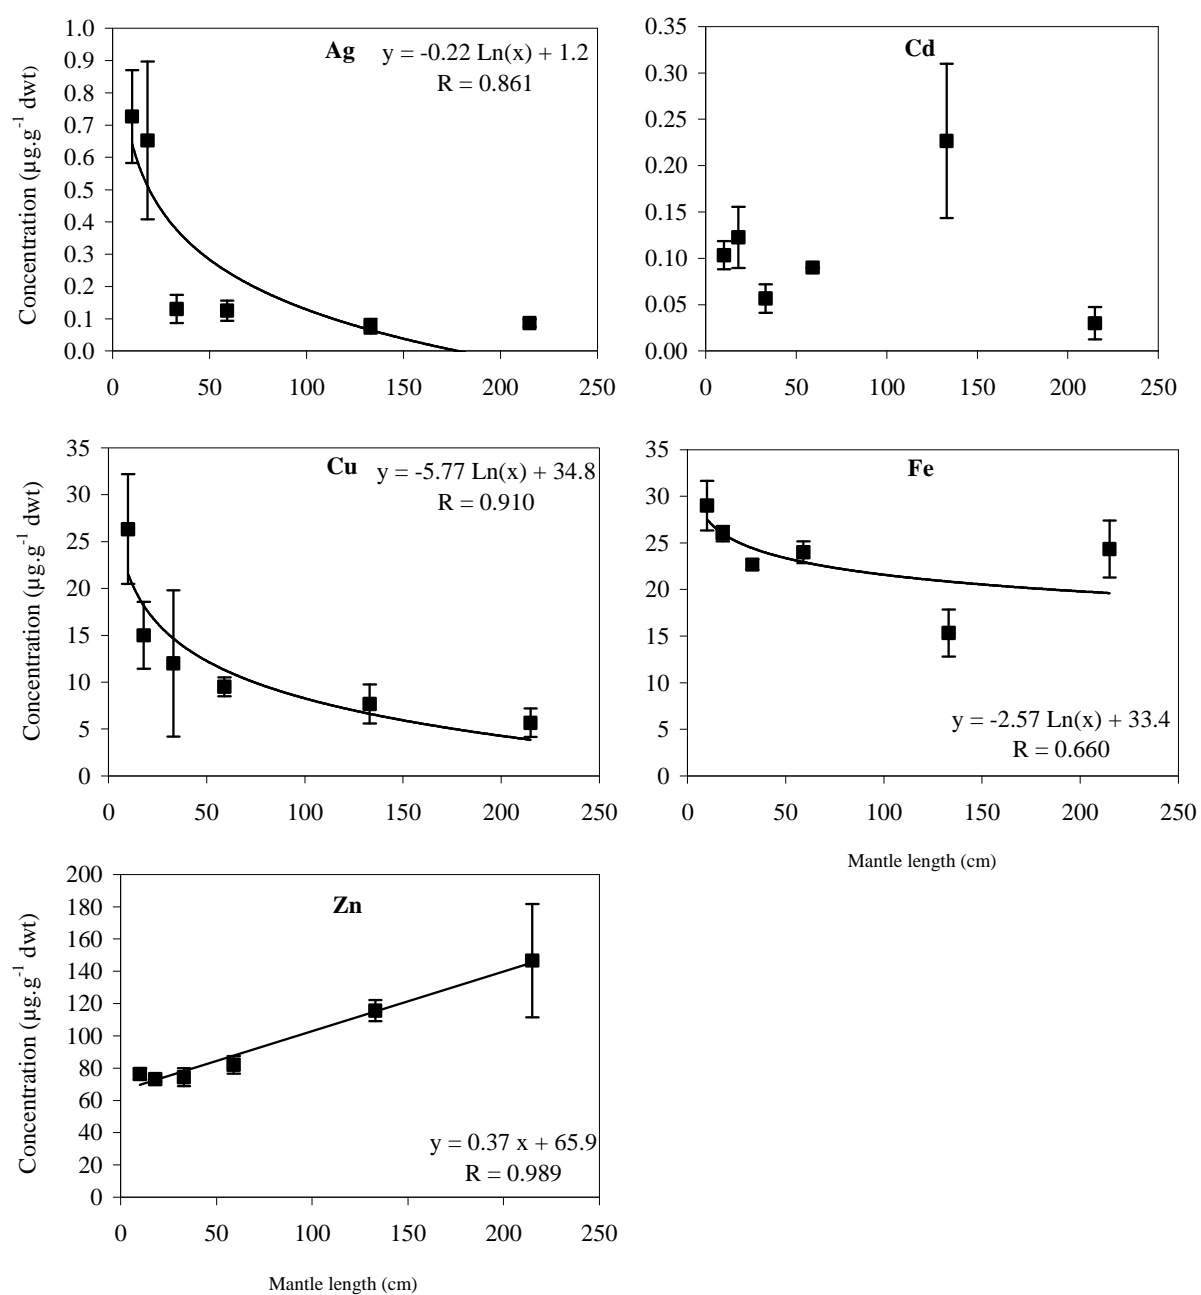 Concentration (µg.g⁻¹ dwt)
1.0
0.9
0.8
0.7
0.6
0.5
0.4
0.3
0.2
0.1
0.0
Ag
y = -0.22 Ln(x) + 1.2
R = 0.861
0 50 100 150 200 250
0.35
0.30
0.25
0.20
0.15
0.10
0.05
0.00
Cd
0 50 100 150 200 250
Concentration (µg.g⁻¹ dwt)
35
30
25
20
15
10
5
0
Cu
y = -5.77 Ln(x) + 34.8
R = 0.910
0 50 100 150 200 250
35
30
25
20
15
10
5
0
Fe
y = -2.57 Ln(x) + 33.4
R = 0.660
0 50 100 150 200 250
Mantle length (cm)
Concentration (µg.g⁻¹ dwt)
200
180
160
140
120
100
80
60
40
20
0
Zn
y = 0.37 x + 65.9
R = 0.989
0 50 100 150 200 250
Mantle length (cm)